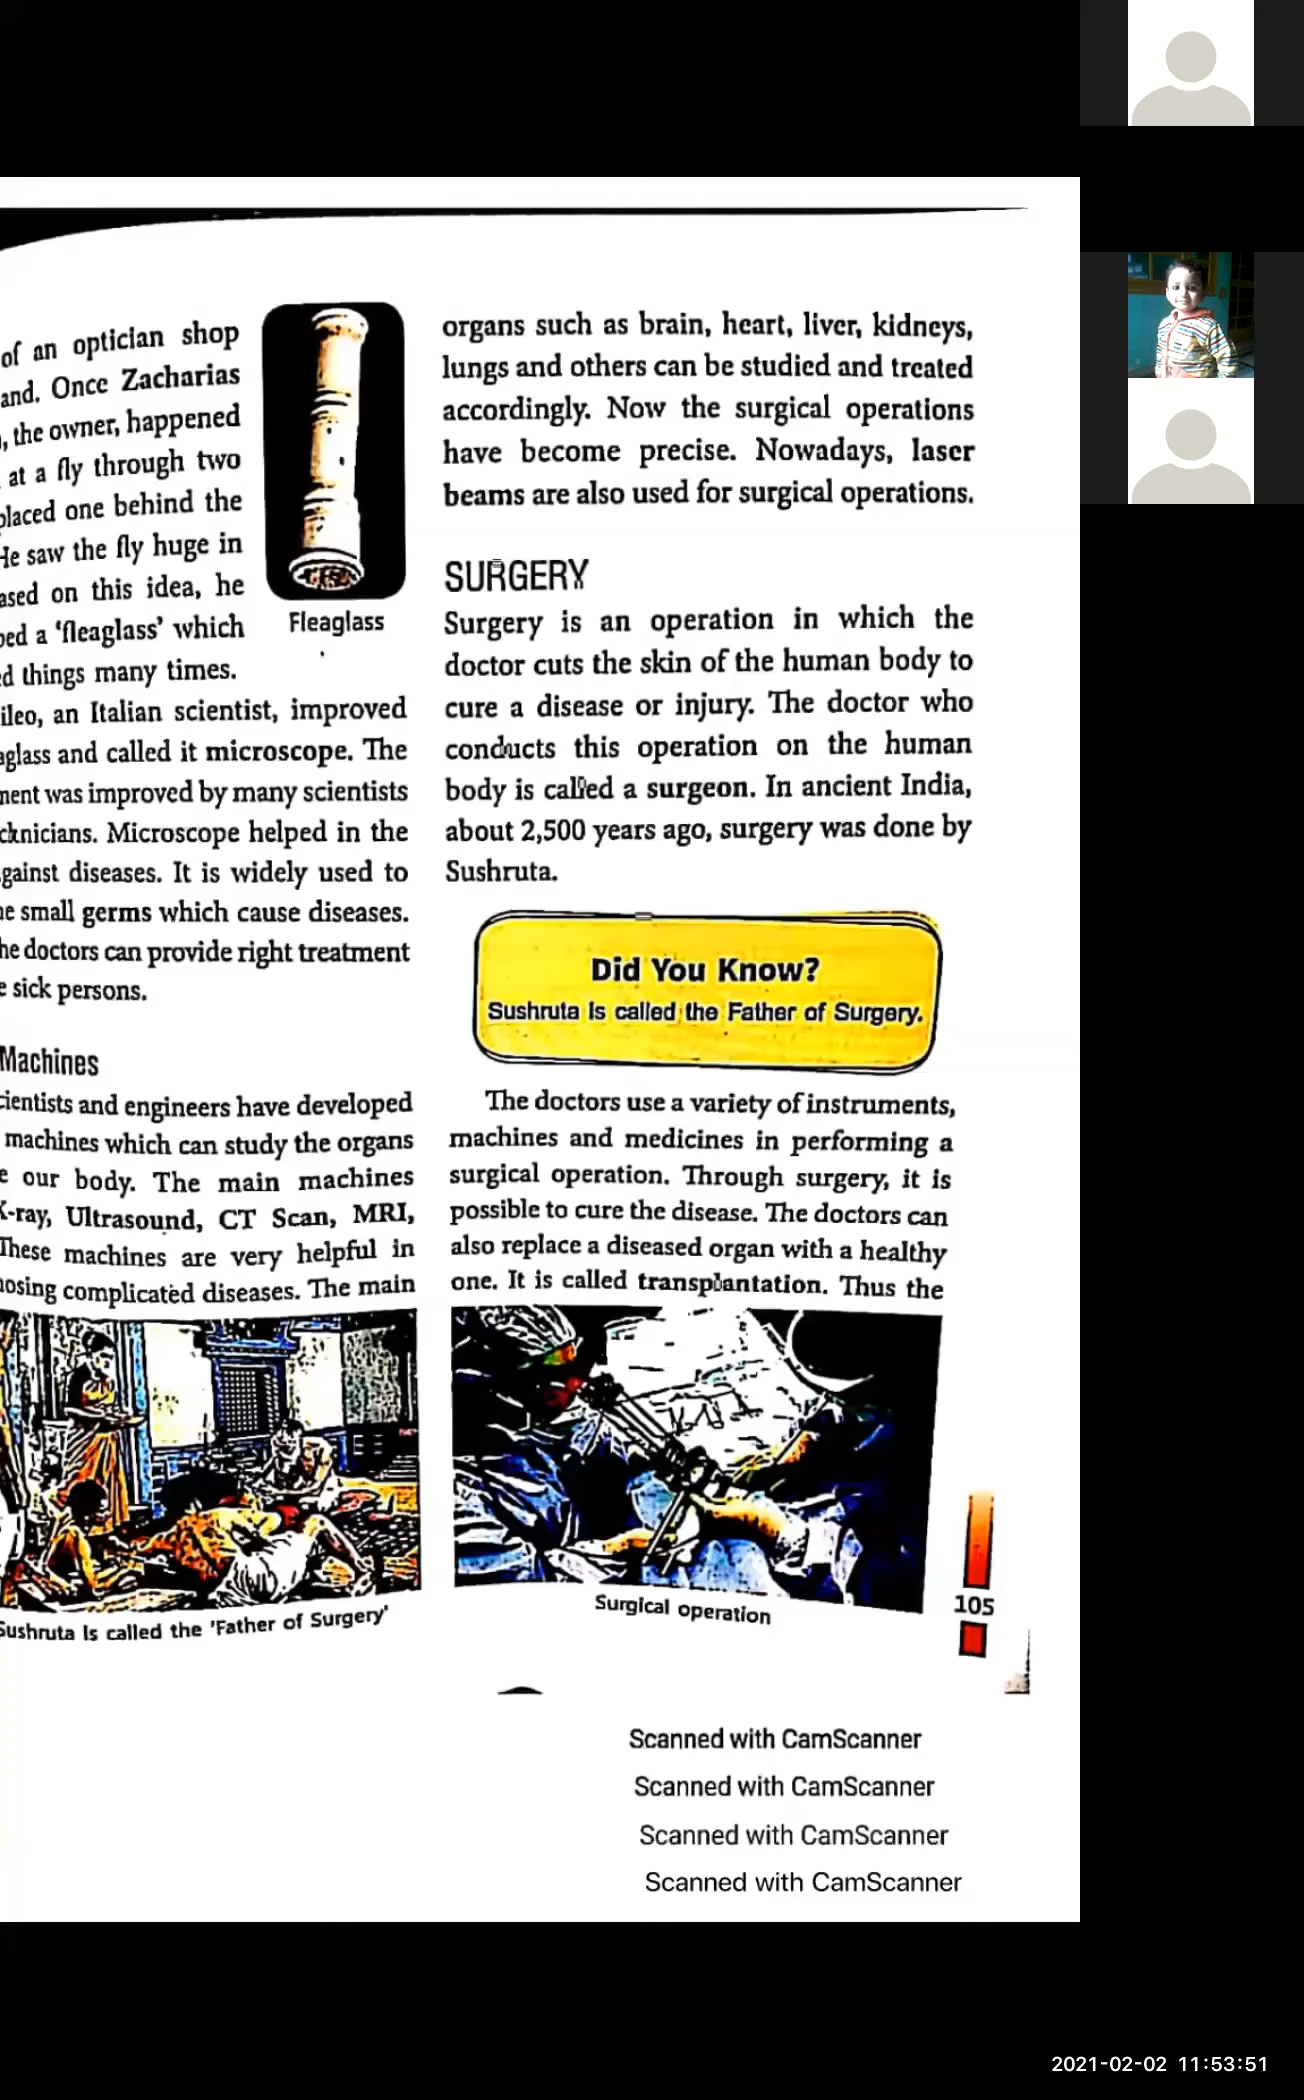 of an optician shop
and. Once Zacharias
, the owner, happened
at a fly through two
placed one behind the
He saw the fly huge in
ased on this idea, he
ped a ‘fleaglass’ which
d things many times.
Fleaglass
ileo, an Italian scientist, improved
aglass and called it microscope. The
ment was improved by many scientists
chnicians. Microscope helped in the
gainst diseases. It is widely used to
e small germs which cause diseases.
he doctors can provide right treatment
e sick persons.
Machines
cientists and engineers have developed
machines which can study the organs
e our body. The main machines
X-ray, Ultrasound, CT Scan, MRI,
These machines are very helpful in
nosing complicated diseases. The main
Sushruta is called the 'Father of Surgery'
organs such as brain, heart, liver, kidneys,
lungs and others can be studied and treated
accordingly. Now the surgical operations
have become precise. Nowadays, laser
beams are also used for surgical operations.
SURGERY
Surgery is an operation in which the
doctor cuts the skin of the human body to
cure a disease or injury. The doctor who
conducts this operation on the human
body is called a surgeon. In ancient India,
about 2,500 years ago, surgery was done by
Sushruta.
Did You Know?
Sushruta is called the Father of Surgery.
The doctors use a variety of instruments,
machines and medicines in performing a
surgical operation. Through surgery, it is
possible to cure the disease. The doctors can
also replace a diseased organ with a healthy
one. It is called transplantation. Thus the
Surgical operation
105
Scanned with CamScanner
Scanned with CamScanner
Scanned with CamScanner
Scanned with CamScanner
2021-02-02 11:53:51